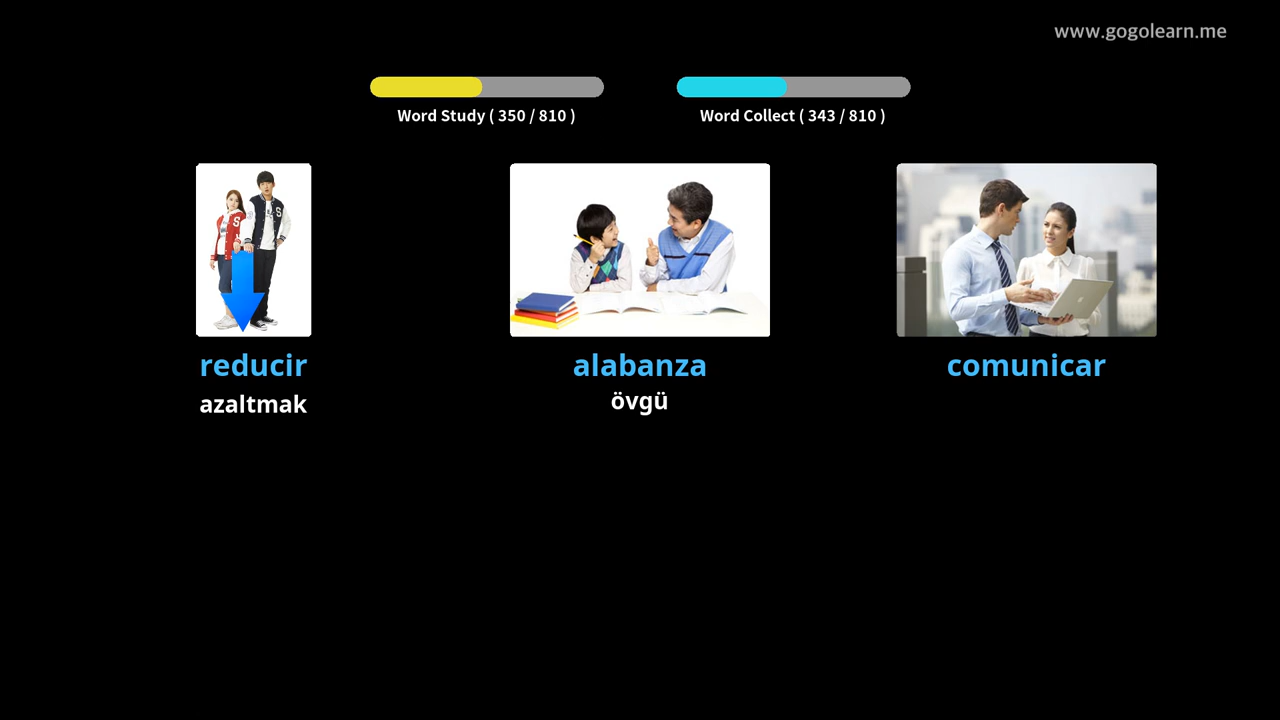 www.gogolearn.me
Word Study ( 350 / 810 )
Word Collect ( 343 / 810 )
S
S
reducir
alabanza
comunicar
azaltmak
övgü